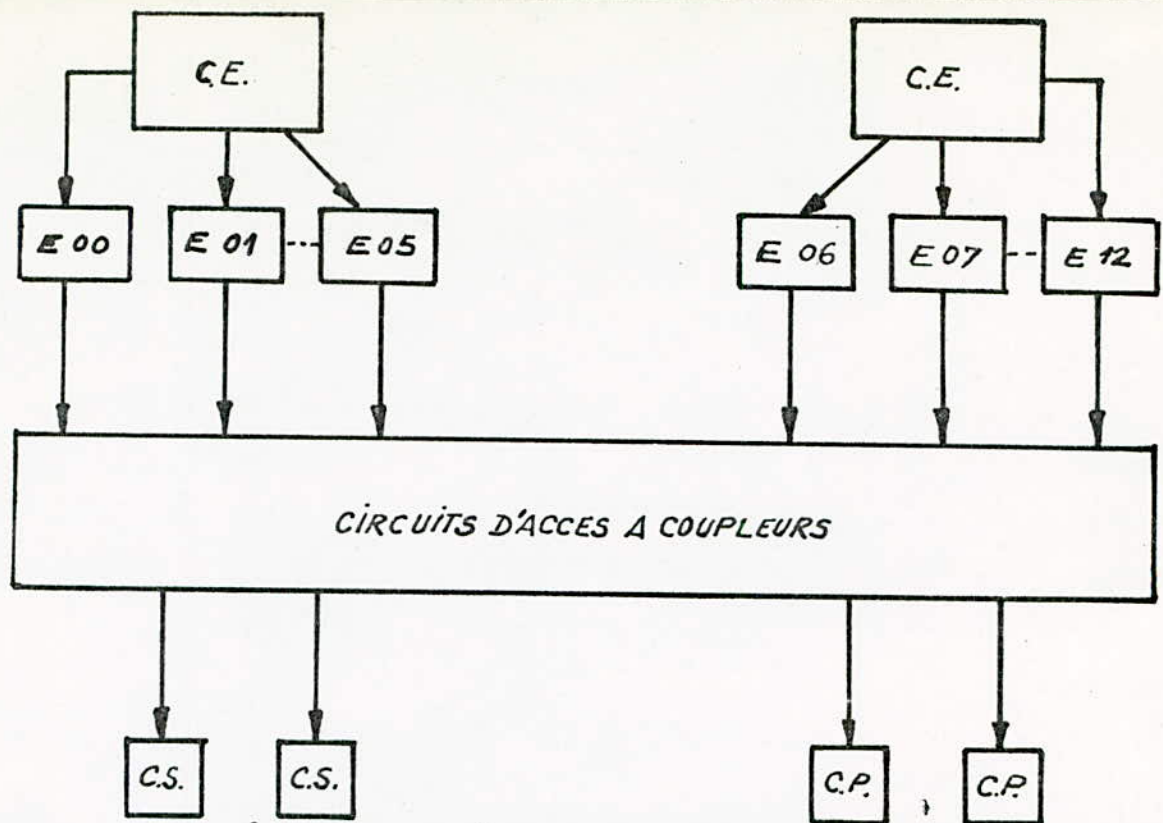 C.E.
C.E.
E 00
E 01
E 05
E 06
E 07
E 12
CIRCUITS D'ACCES A COUPLEURS
C.S.
C.S.
C.P.
C.P.